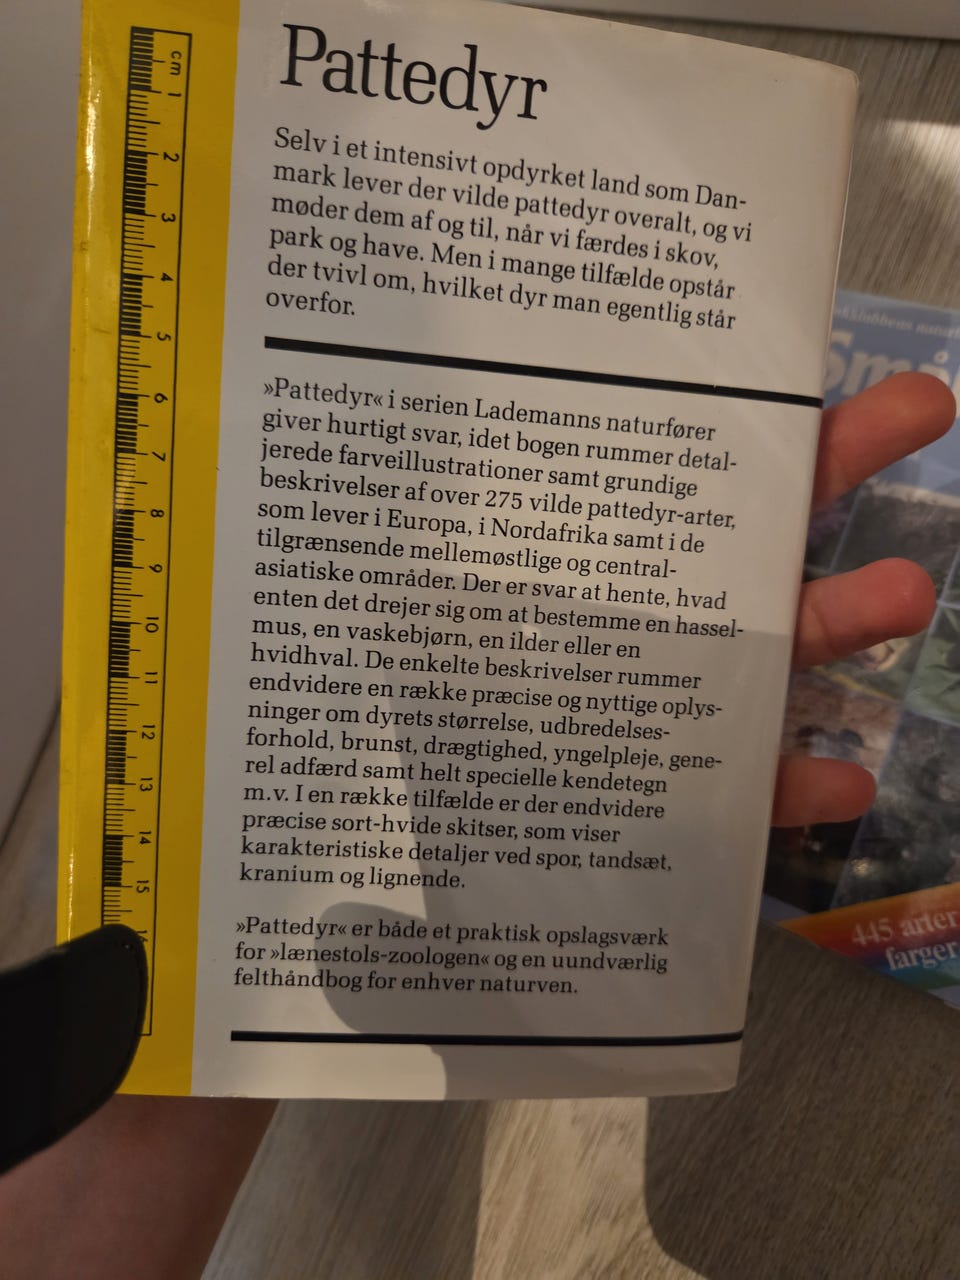 Pattedyr
Selv i et intensivt opdyrket land som Dan-
mark lever der vilde pattedyr overalt, og vi
møder dem af og til, når vi færdes i skov,
park og have. Men i mange tilfælde opstår
der tvivl om, hvilket dyr man egentlig står
overfor.
»Pattedyr« i serien Lademanns naturfører
giver hurtigt svar, idet bogen rummer detal-
jerede farveillustrationer samt grundige
beskrivelser af over 275 vilde pattedyr-arter,
som lever i Europa, i Nordafrika samt i de
tilgrænsende mellemøstlige og central-
asiatiske områder. Der er svar at hente, hvad
enten det drejer sig om at bestemme en hassel-
mus, en vaskebjørn, en ilder eller en
hvidhval. De enkelte beskrivelser rummer
endvidere en række præcise og nyttige oplys-
ninger om dyrets størrelse, udbredelses-
forhold, brunst, drægtighed, yngelpleje, gene-
rel adfærd samt helt specielle kendetegn
m.v. I en række tilfælde er der endvidere
præcise sort-hvide skitser, som viser
karakteristiske detaljer ved spor, tandsæt,
kranium og lignende.
»Pattedyr« er både et praktisk opslagsværk
for »lænestols-zoologen« og en uundværlig
felthåndbog for enhver naturven.
cm 1
2
3
4
5
6
7
8
9
10
11
12
13
14
15
Små
445 arter
farger